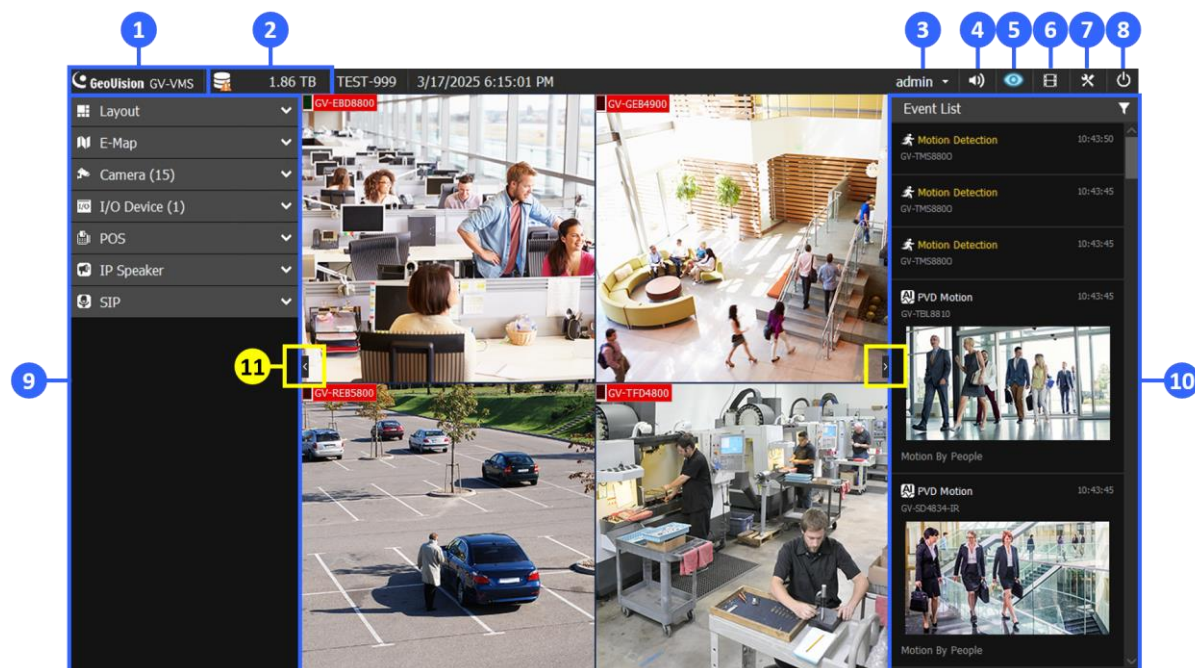 1
2
3
4
5
6
7
8
GeoVision GV-VMS
1.86 TB
TEST-999
3/17/2025 6:15:01 PM
admin
Layout
E-Map
Camera (15)
I/O Device (1)
I/O
POS
IP Speaker
SIP
GV-EBD8800
GV-GEB4900
11
GV-REB5800
GV-TFD4800
9
Event List
Motion Detection
10:43:50
GV-TMS8800
Motion Detection
10:43:45
GV-TMS8800
Motion Detection
10:43:45
GV-TMS8800
AI
PVD Motion
10:43:45
GV-TBL8810
Motion By People
AI
PVD Motion
10:43:45
GV-SD4834-IR
Motion By People
10